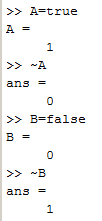 >> A=true
A =
1
>> ~A
ans =
0
>> B=false
B =
0
>> ~B
ans =
1